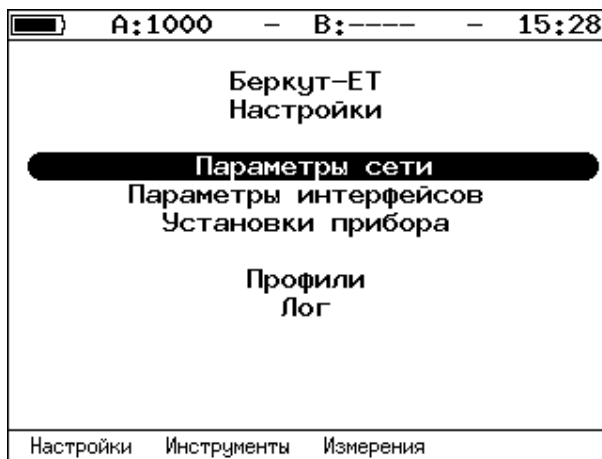 A:1000 – B:---- – 15:28
Беркут-ЕТ
Настройки
Параметры сети
Параметры интерфейсов
Установки прибора
Профили
Лог
Настройки Инструменты Измерения